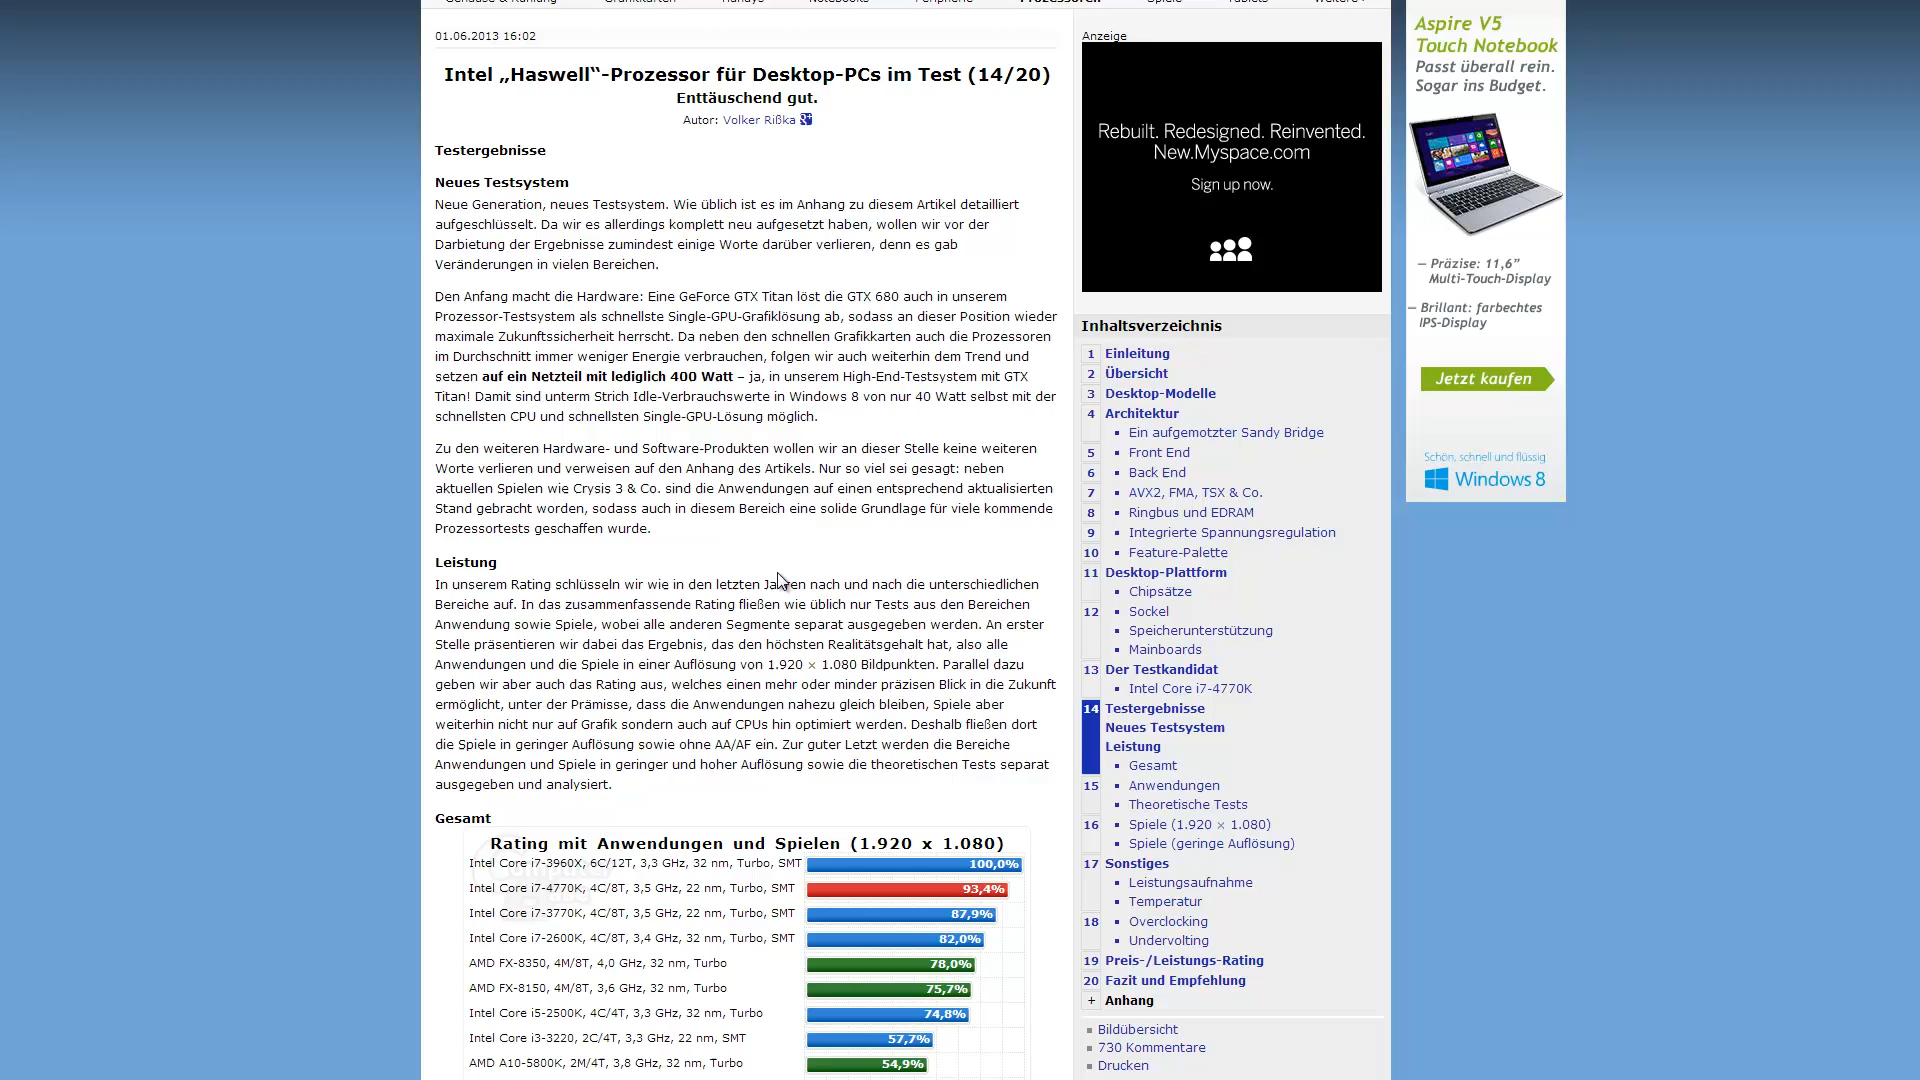 01.06.2013 16:02
Intel „Haswell“-Prozessor für Desktop-PCs im Test (14/20)
Enttäuschend gut.
Autor: Volker Rißka
Testergebnisse
Neues Testsystem
Neue Generation, neues Testsystem. Wie üblich ist es im Anhang zu diesem Artikel detailliert
aufgeschlüsselt. Da wir es allerdings komplett neu aufgesetzt haben, wollen wir vor der
Darbietung der Ergebnisse zumindest einige Worte darüber verlieren, denn es gab
Veränderungen in vielen Bereichen.
Den Anfang macht die Hardware: Eine GeForce GTX Titan löst die GTX 680 auch in unserem
Prozessor-Testsystem als schnellste Single-GPU-Grafiklösung ab, sodass an dieser Position wieder
maximale Zukunftssicherheit herrscht. Da neben den schnellen Grafikkarten auch die Prozessoren
im Durchschnitt immer weniger Energie verbrauchen, folgen wir auch weiterhin dem Trend und
setzen auf ein Netzteil mit lediglich 400 Watt – ja, in unserem High-End-Testsystem mit GTX
Titan! Damit sind unterm Strich Idle-Verbrauchswerte in Windows 8 von nur 40 Watt selbst mit der
schnellsten CPU und schnellsten Single-GPU-Lösung möglich.
Zu den weiteren Hardware- und Software-Produkten wollen wir an dieser Stelle keine weiteren
Worte verlieren und verweisen auf den Anhang des Artikels. Nur so viel sei gesagt: neben
aktuellen Spielen wie Crysis 3 & Co. sind die Anwendungen auf einen entsprechend aktualisierten
Stand gebracht worden, sodass auch in diesem Bereich eine solide Grundlage für viele kommende
Prozessortests geschaffen wurde.
Leistung
In unserem Rating schlüsseln wir wie in den letzten Jahren nach und nach die unterschiedlichen
Bereiche auf. In das zusammenfassende Rating fließen wie üblich nur Tests aus den Bereichen
Anwendung sowie Spiele, wobei alle anderen Segmente separat ausgegeben werden. An erster
Stelle präsentieren wir dabei das Ergebnis, das den höchsten Realitätsgehalt hat, also alle
Anwendungen und die Spiele in einer Auflösung von 1.920 × 1.080 Bildpunkten. Parallel dazu
geben wir aber auch das Rating aus, welches einen mehr oder minder präzisen Blick in die Zukunft
ermöglicht, unter der Prämisse, dass die Anwendungen nahezu gleich bleiben, Spiele aber
weiterhin nicht nur auf Grafik sondern auch auf CPUs hin optimiert werden. Deshalb fließen dort
die Spiele in geringer Auflösung sowie ohne AA/AF ein. Zur guter Letzt werden die Bereiche
Anwendungen und Spiele in geringer und hoher Auflösung sowie die theoretischen Tests separat
ausgegeben und analysiert.
Gesamt
Rating mit Anwendungen und Spielen (1.920 x 1.080)
Intel Core i7-3960X, 6C/12T, 3,3 GHz, 32 nm, Turbo, SMT 100,0%
Intel Core i7-4770K, 4C/8T, 3,5 GHz, 22 nm, Turbo, SMT 93,4%
Intel Core i7-3770K, 4C/8T, 3,5 GHz, 22 nm, Turbo, SMT 87,9%
Intel Core i7-2600K, 4C/8T, 3,4 GHz, 32 nm, Turbo, SMT 82,0%
AMD FX-8350, 4M/8T, 4,0 GHz, 32 nm, Turbo 78,0%
AMD FX-8150, 4M/8T, 3,6 GHz, 32 nm, Turbo 75,7%
Intel Core i5-2500K, 4C/4T, 3,3 GHz, 32 nm, Turbo 74,8%
Intel Core i3-3220, 2C/4T, 3,3 GHz, 22 nm, SMT 57,7%
AMD A10-5800K, 2M/4T, 3,8 GHz, 32 nm, Turbo 54,9%
Anzeige
Rebuilt. Redesigned. Reinvented.
New.Myspace.com
Sign up now.
Inhaltsverzeichnis
1 Einleitung
2 Übersicht
3 Desktop-Modelle
4 Architektur
Ein aufgemotzter Sandy Bridge
5 Front End
6 Back End
7 AVX2, FMA, TSX & Co.
8 Ringbus und EDRAM
9 Integrierte Spannungsregulation
10 Feature-Palette
11 Desktop-Plattform
Chipsätze
12 Sockel
Speicherunterstützung
Mainboards
13 Der Testkandidat
Intel Core i7-4770K
14 Testergebnisse
Neues Testsystem
Leistung
Gesamt
15 Anwendungen
Theoretische Tests
16 Spiele (1.920 × 1.080)
Spiele (geringe Auflösung)
17 Sonstiges
Leistungsaufnahme
Temperatur
18 Overclocking
Undervolting
19 Preis-/Leistungs-Rating
20 Fazit und Empfehlung
+ Anhang
Bildübersicht
730 Kommentare
Drucken
Aspire V5
Touch Notebook
Passt überall rein.
Sogar ins Budget.
– Präzise: 11,6”
Multi-Touch-Display
– Brillant: farbechtes
IPS-Display
Jetzt kaufen
Schön, schnell und flüssig
Windows 8